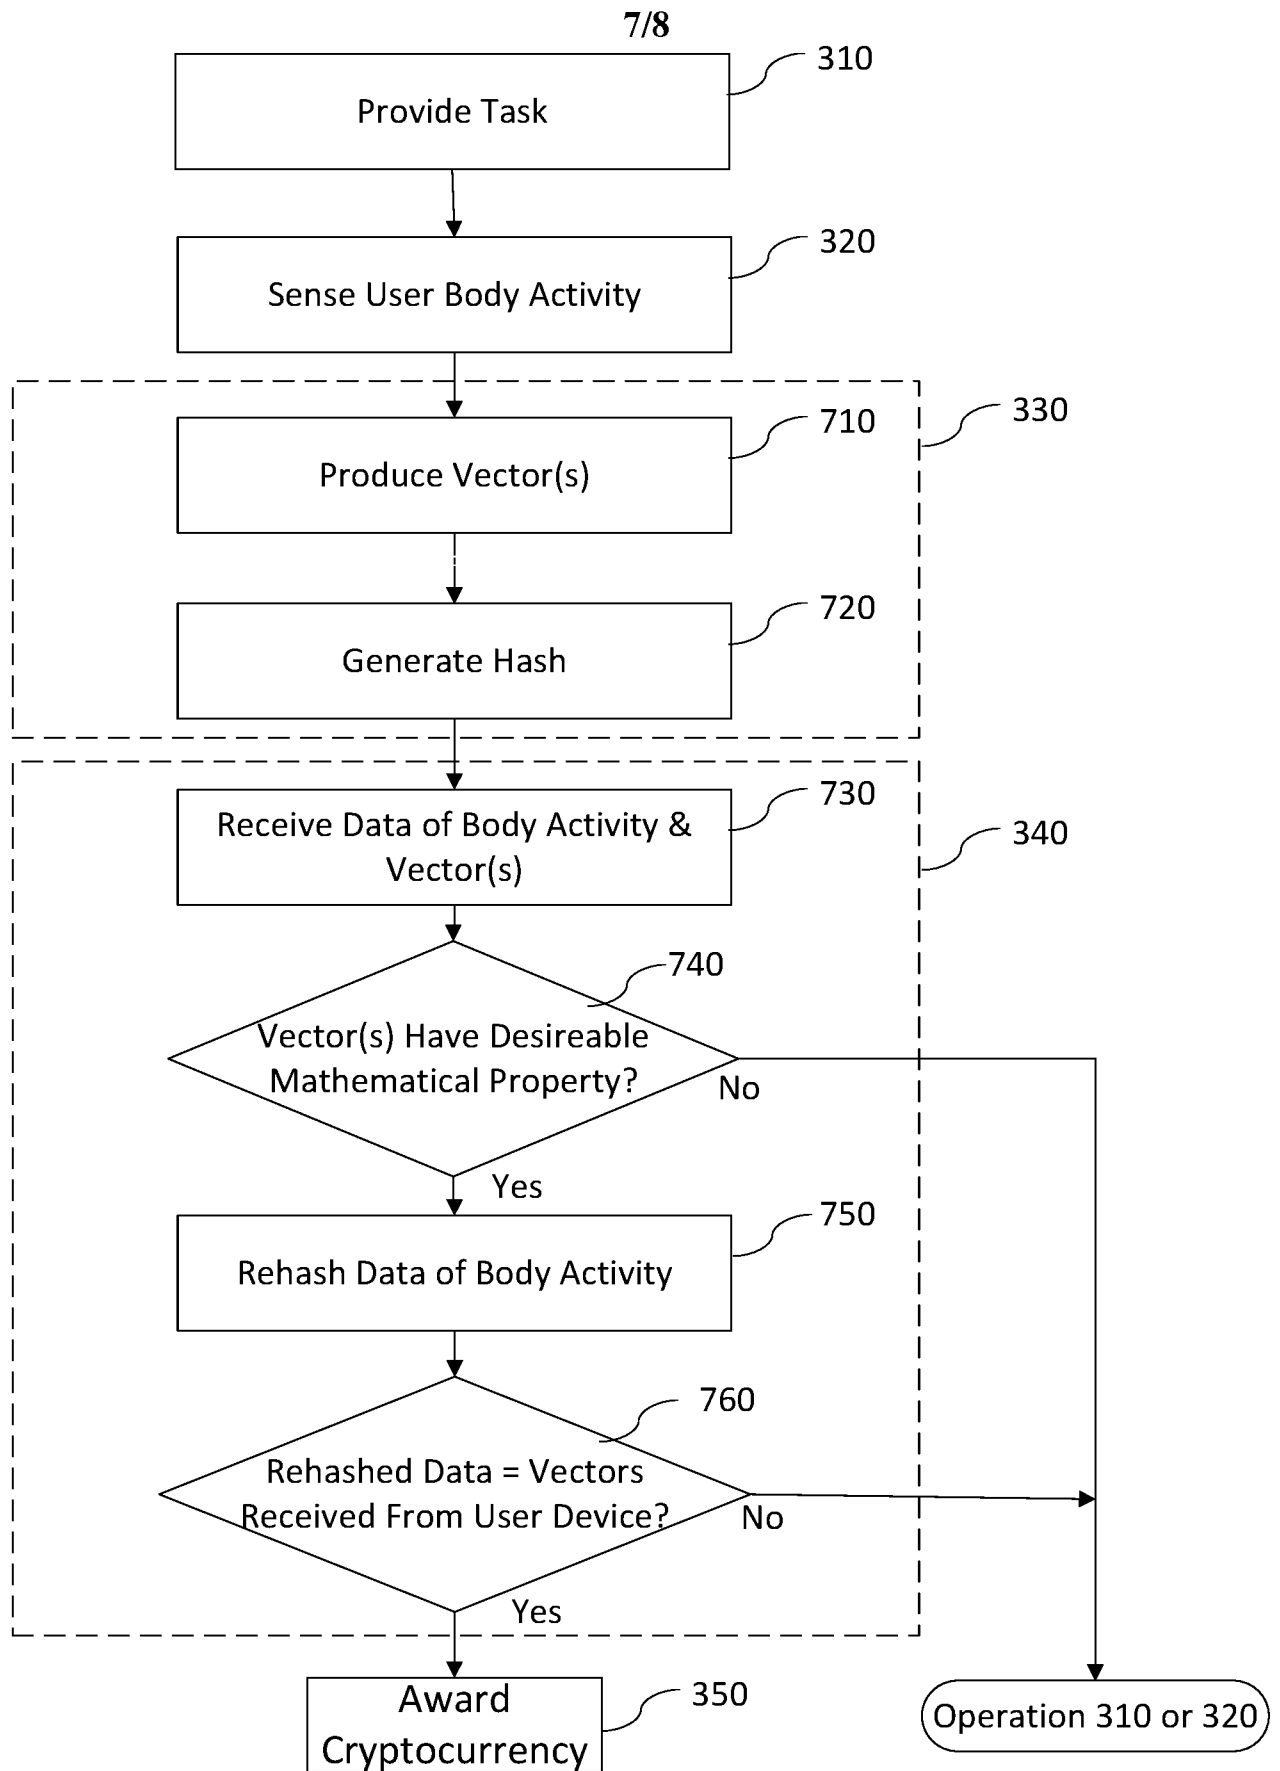 7/8
310
Provide Task
320
Sense User Body Activity
330
710
Produce Vector(s)
720
Generate Hash
730
Receive Data of Body Activity &
Vector(s)
340
740
Vector(s) Have Desireable
Mathematical Property?
No
Yes
750
Rehash Data of Body Activity
760
Rehashed Data = Vectors
Received From User Device?
No
Yes
350
Award
Cryptocurrency
Operation 310 or 320